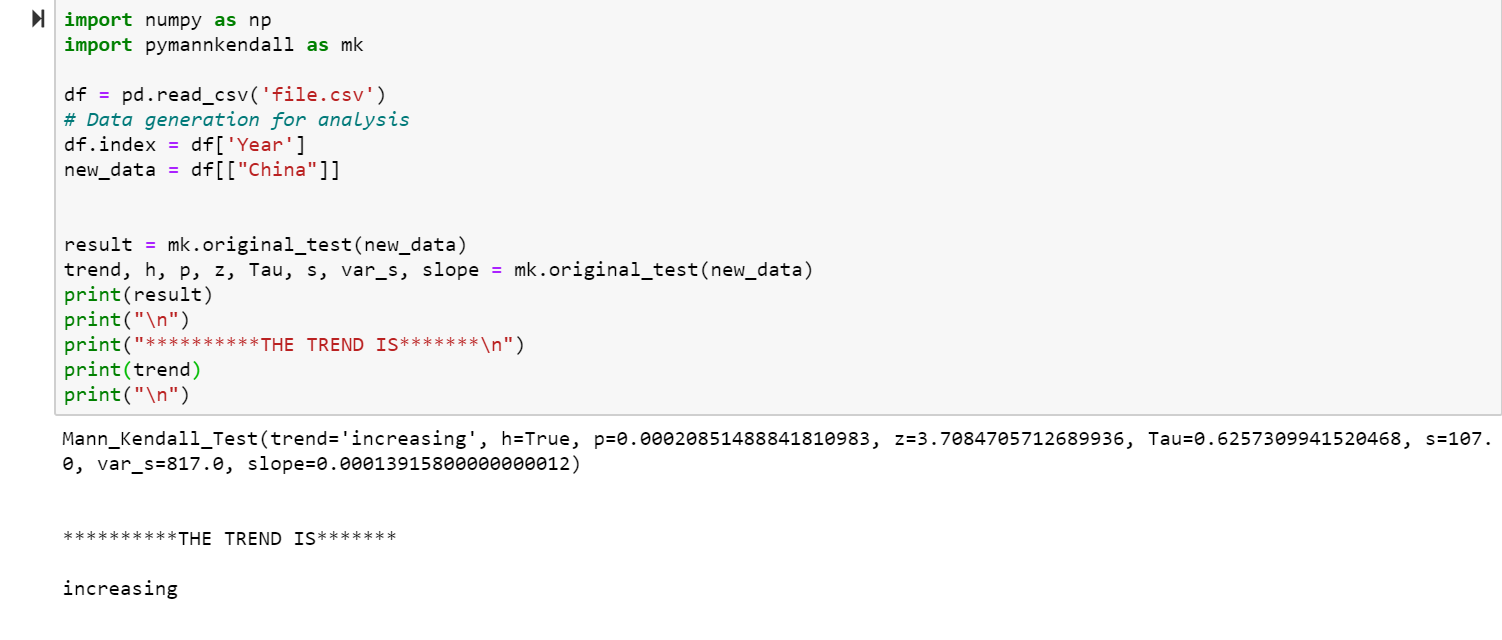 import numpy as np
import pymannkendall as mk
df = pd.read_csv('file.csv')
# Data generation for analysis
df.index = df['Year']
new_data = df[["China"]]
result = mk.original_test(new_data)
trend, h, p, z, Tau, s, var_s, slope = mk.original_test(new_data)
print(result)
print("\n")
print("**********THE TREND IS*******\n")
print(trend)
print("\n")
Mann_Kendall_Test(trend='increasing', h=True, p=0.00020851488841810983, z=3.7084705712689936, Tau=0.6257309941520468, s=107.
0, var_s=817.0, slope=0.00013915800000000012)
**********THE TREND IS*******
increasing